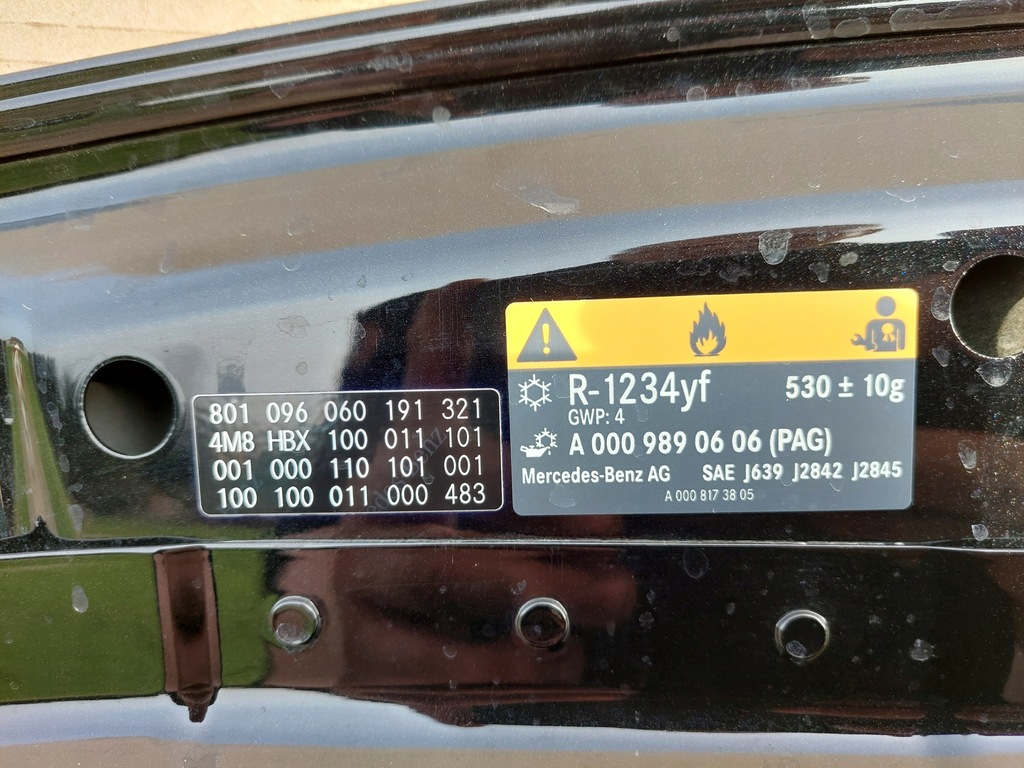 801 096 060 191 321
4M8 HBX 100 011 101
001 000 110 101 001
100 100 011 000 483
R-1234yf 530 ± 10g
GWP: 4
A 000 989 06 06 (PAG)
Mercedes-Benz AG SAE J639 J2842 J2845
A 000 817 38 05